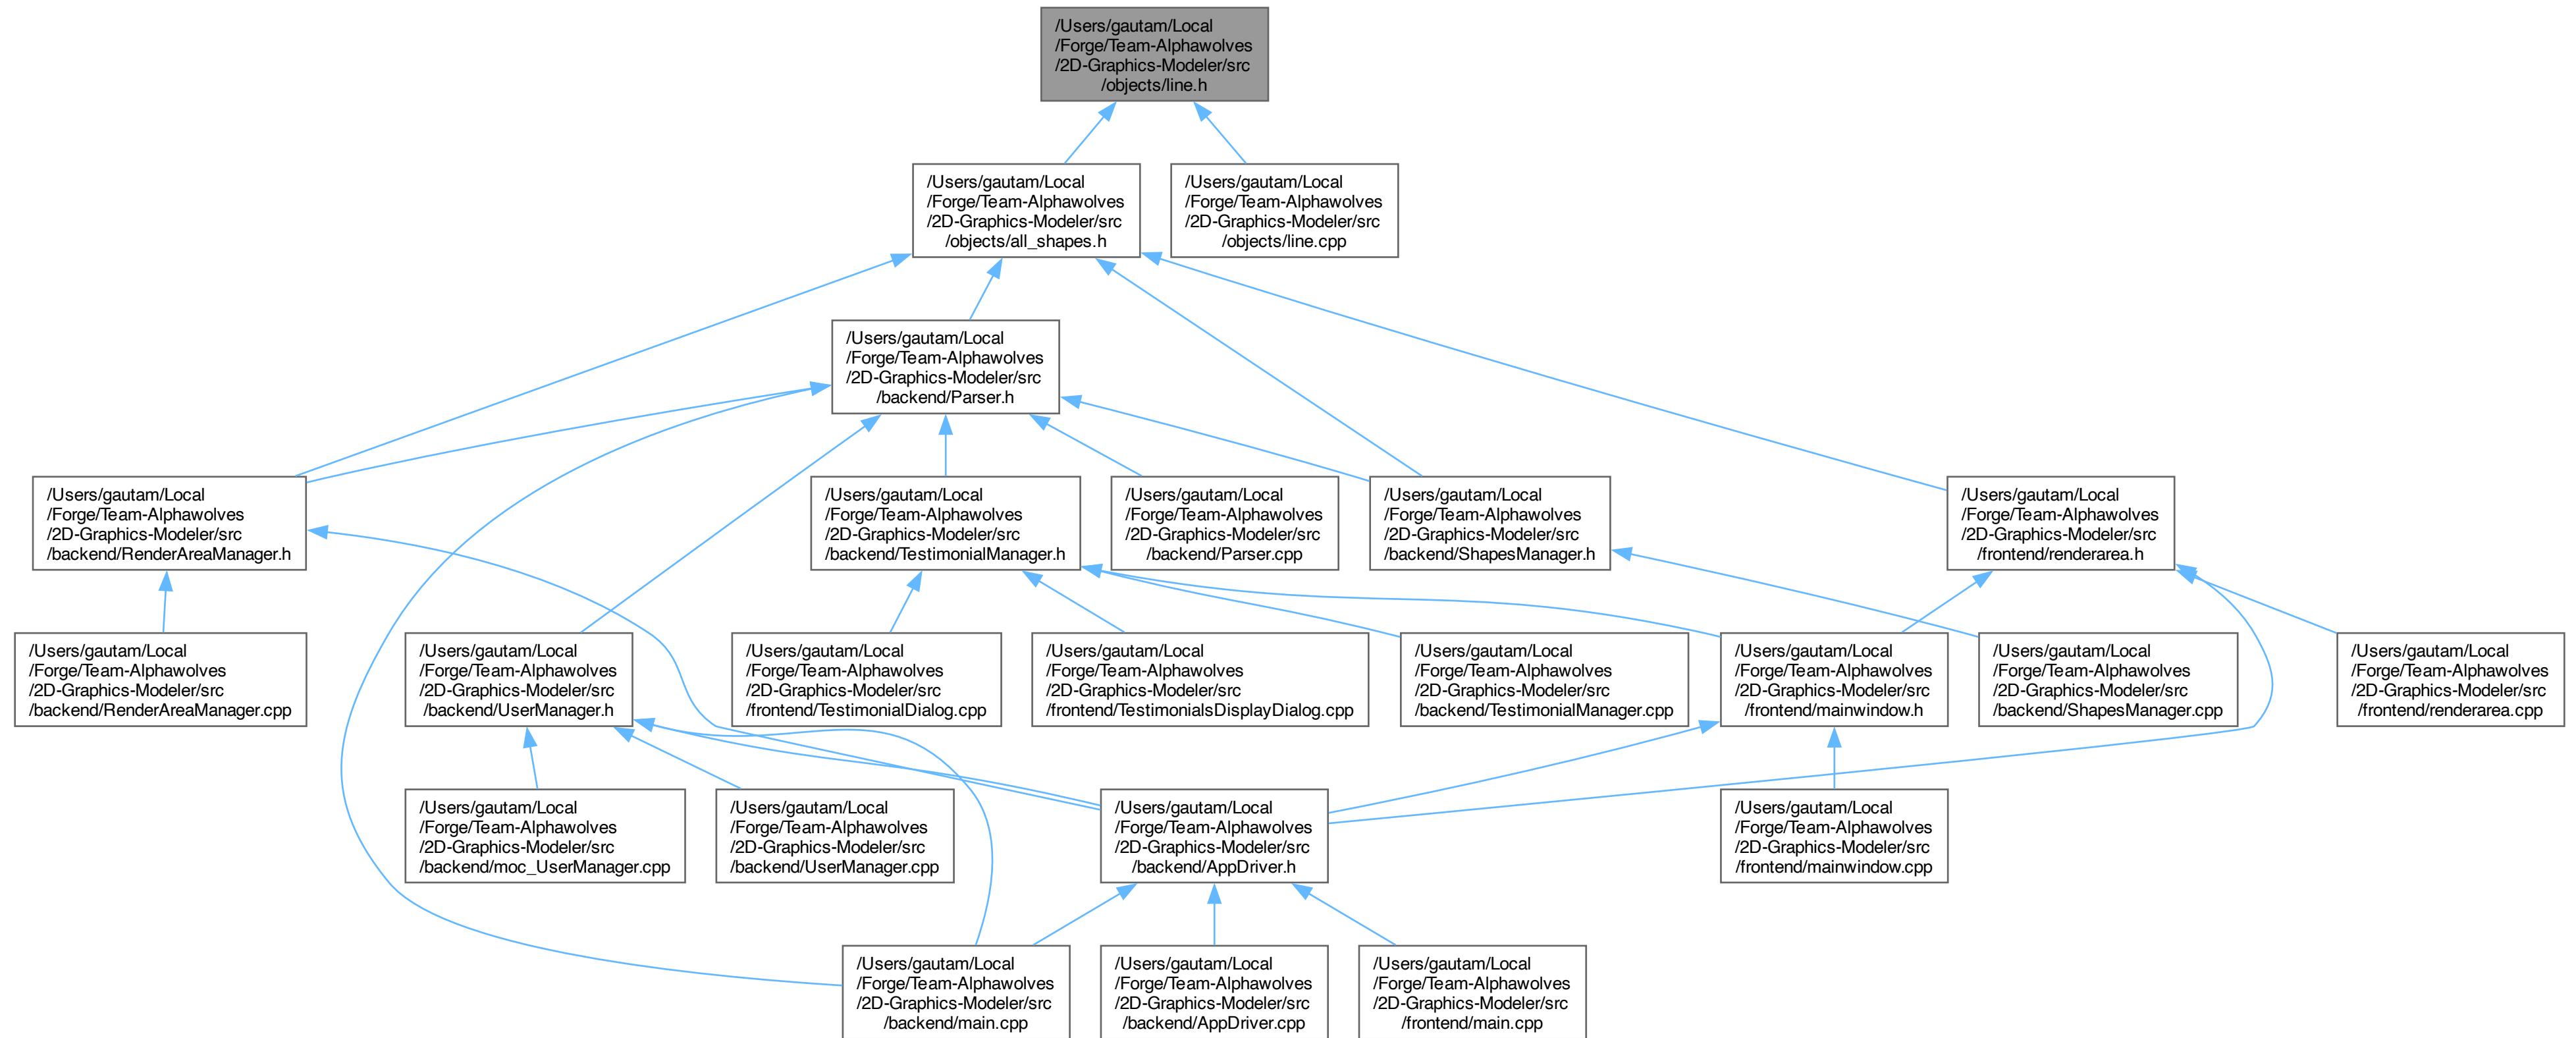 /Users/gautam/Local
/Forge/Team-Alphawolves
/2D-Graphics-Modeler/src
/objects/line.h
/Users/gautam/Local
/Forge/Team-Alphawolves
/2D-Graphics-Modeler/src
/objects/all_shapes.h
/Users/gautam/Local
/Forge/Team-Alphawolves
/2D-Graphics-Modeler/src
/objects/line.cpp
/Users/gautam/Local
/Forge/Team-Alphawolves
/2D-Graphics-Modeler/src
/backend/Parser.h
/Users/gautam/Local
/Forge/Team-Alphawolves
/2D-Graphics-Modeler/src
/backend/RenderAreaManager.h
/Users/gautam/Local
/Forge/Team-Alphawolves
/2D-Graphics-Modeler/src
/backend/TestimonialManager.h
/Users/gautam/Local
/Forge/Team-Alphawolves
/2D-Graphics-Modeler/src
/backend/Parser.cpp
/Users/gautam/Local
/Forge/Team-Alphawolves
/2D-Graphics-Modeler/src
/backend/ShapesManager.h
/Users/gautam/Local
/Forge/Team-Alphawolves
/2D-Graphics-Modeler/src
/frontend/renderarea.h
/Users/gautam/Local
/Forge/Team-Alphawolves
/2D-Graphics-Modeler/src
/backend/RenderAreaManager.cpp
/Users/gautam/Local
/Forge/Team-Alphawolves
/2D-Graphics-Modeler/src
/backend/UserManager.h
/Users/gautam/Local
/Forge/Team-Alphawolves
/2D-Graphics-Modeler/src
/frontend/TestimonialDialog.cpp
/Users/gautam/Local
/Forge/Team-Alphawolves
/2D-Graphics-Modeler/src
/frontend/TestimonialsDisplayDialog.cpp
/Users/gautam/Local
/Forge/Team-Alphawolves
/2D-Graphics-Modeler/src
/backend/TestimonialManager.cpp
/Users/gautam/Local
/Forge/Team-Alphawolves
/2D-Graphics-Modeler/src
/frontend/mainwindow.h
/Users/gautam/Local
/Forge/Team-Alphawolves
/2D-Graphics-Modeler/src
/backend/ShapesManager.cpp
/Users/gautam/Local
/Forge/Team-Alphawolves
/2D-Graphics-Modeler/src
/frontend/renderarea.cpp
/Users/gautam/Local
/Forge/Team-Alphawolves
/2D-Graphics-Modeler/src
/backend/moc_UserManager.cpp
/Users/gautam/Local
/Forge/Team-Alphawolves
/2D-Graphics-Modeler/src
/backend/UserManager.cpp
/Users/gautam/Local
/Forge/Team-Alphawolves
/2D-Graphics-Modeler/src
/backend/AppDriver.h
/Users/gautam/Local
/Forge/Team-Alphawolves
/2D-Graphics-Modeler/src
/frontend/mainwindow.cpp
/Users/gautam/Local
/Forge/Team-Alphawolves
/2D-Graphics-Modeler/src
/backend/main.cpp
/Users/gautam/Local
/Forge/Team-Alphawolves
/2D-Graphics-Modeler/src
/backend/AppDriver.cpp
/Users/gautam/Local
/Forge/Team-Alphawolves
/2D-Graphics-Modeler/src
/frontend/main.cpp